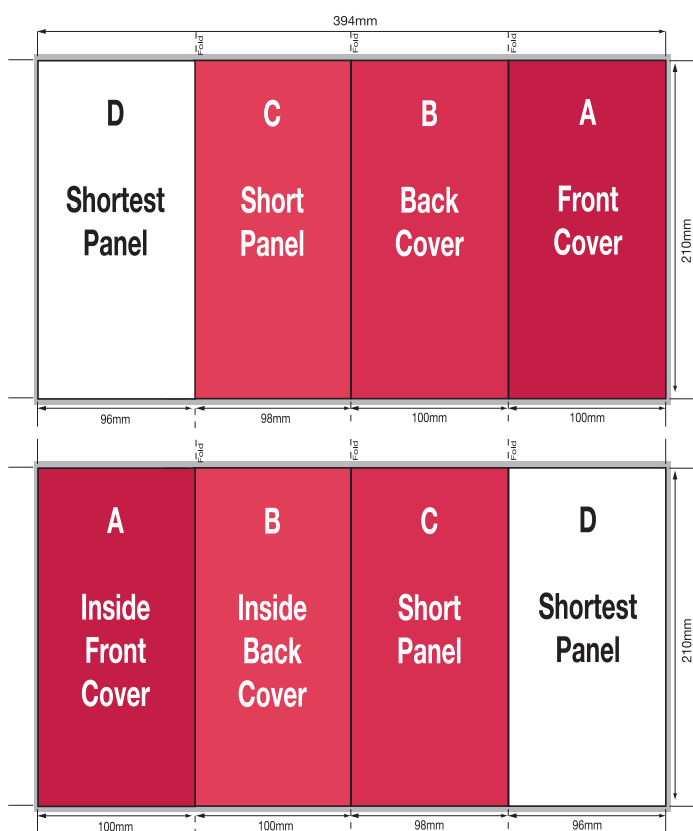 394mm
Fold
Fold
Fold
D
Shortest
Panel
C
Short
Panel
B
Back
Cover
A
Front
Cover
210mm
96mm
98mm
100mm
100mm
Fold
Fold
Fold
A
Inside
Front
Cover
B
Inside
Back
Cover
C
Short
Panel
D
Shortest
Panel
210mm
100mm
100mm
98mm
96mm